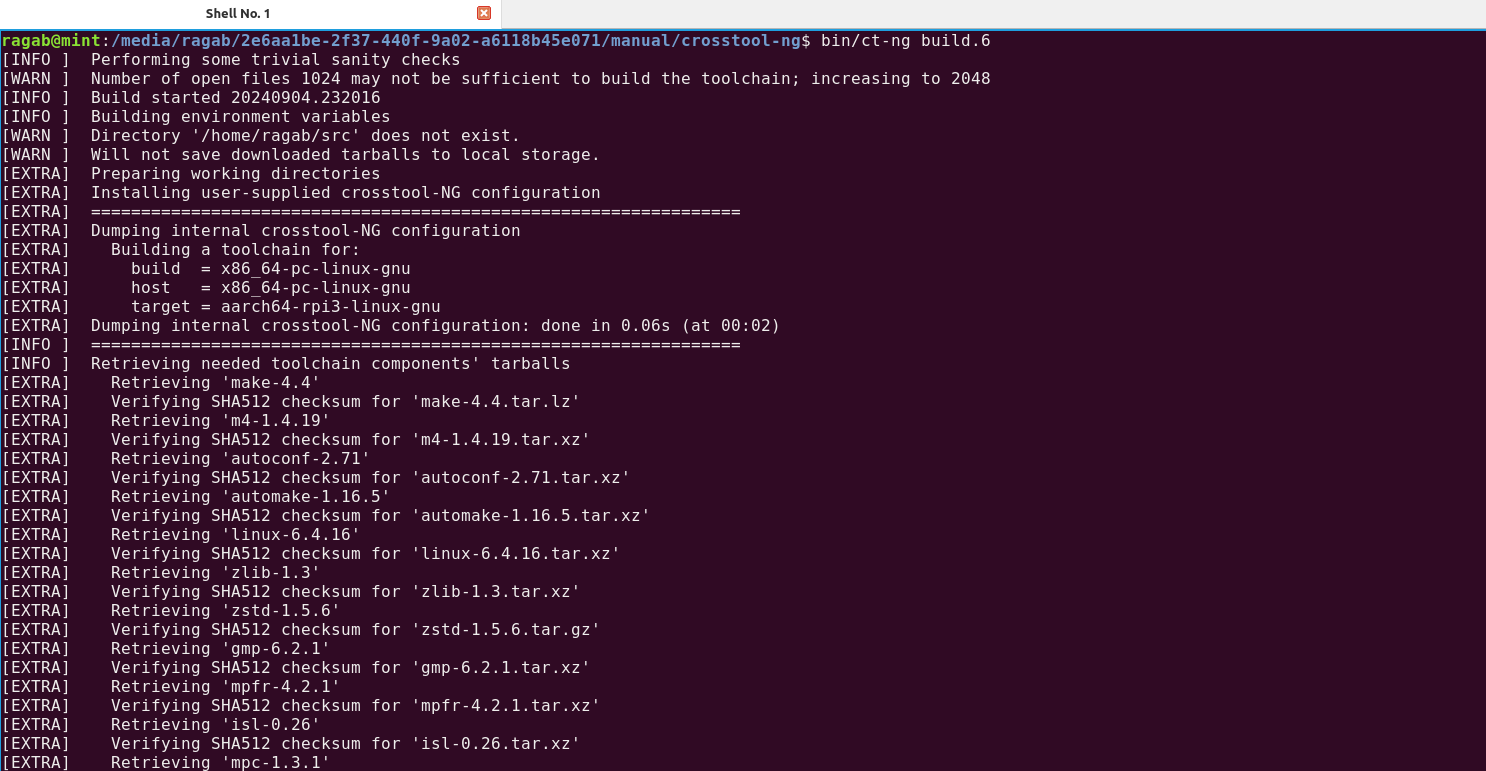 Shell No. 1
ragab@mint:/media/ragab/2e6aa1be-2f37-440f-9a02-a6118b45e071/manual/crosstool-ng$ bin/ct-ng build.6
[INFO ]  Performing some trivial sanity checks
[WARN ]  Number of open files 1024 may not be sufficient to build the toolchain; increasing to 2048
[INFO ]  Build started 20240904.232016
[INFO ]  Building environment variables
[WARN ]  Directory '/home/ragab/src' does not exist.
[WARN ]  Will not save downloaded tarballs to local storage.
[EXTRA]  Preparing working directories
[EXTRA]  Installing user-supplied crosstool-NG configuration
[EXTRA]  =================================================================
[EXTRA]  Dumping internal crosstool-NG configuration
[EXTRA]    Building a toolchain for:
[EXTRA]      build  = x86_64-pc-linux-gnu
[EXTRA]      host   = x86_64-pc-linux-gnu
[EXTRA]      target = aarch64-rpi3-linux-gnu
[EXTRA]  Dumping internal crosstool-NG configuration: done in 0.06s (at 00:02)
[INFO ]  =================================================================
[INFO ]  Retrieving needed toolchain components' tarballs
[EXTRA]    Retrieving 'make-4.4'
[EXTRA]    Verifying SHA512 checksum for 'make-4.4.tar.lz'
[EXTRA]    Retrieving 'm4-1.4.19'
[EXTRA]    Verifying SHA512 checksum for 'm4-1.4.19.tar.xz'
[EXTRA]    Retrieving 'autoconf-2.71'
[EXTRA]    Verifying SHA512 checksum for 'autoconf-2.71.tar.xz'
[EXTRA]    Retrieving 'automake-1.16.5'
[EXTRA]    Verifying SHA512 checksum for 'automake-1.16.5.tar.xz'
[EXTRA]    Retrieving 'linux-6.4.16'
[EXTRA]    Verifying SHA512 checksum for 'linux-6.4.16.tar.xz'
[EXTRA]    Retrieving 'zlib-1.3'
[EXTRA]    Verifying SHA512 checksum for 'zlib-1.3.tar.xz'
[EXTRA]    Retrieving 'zstd-1.5.6'
[EXTRA]    Verifying SHA512 checksum for 'zstd-1.5.6.tar.gz'
[EXTRA]    Retrieving 'gmp-6.2.1'
[EXTRA]    Verifying SHA512 checksum for 'gmp-6.2.1.tar.xz'
[EXTRA]    Retrieving 'mpfr-4.2.1'
[EXTRA]    Verifying SHA512 checksum for 'mpfr-4.2.1.tar.xz'
[EXTRA]    Retrieving 'isl-0.26'
[EXTRA]    Verifying SHA512 checksum for 'isl-0.26.tar.xz'
[EXTRA]    Retrieving 'mpc-1.3.1'